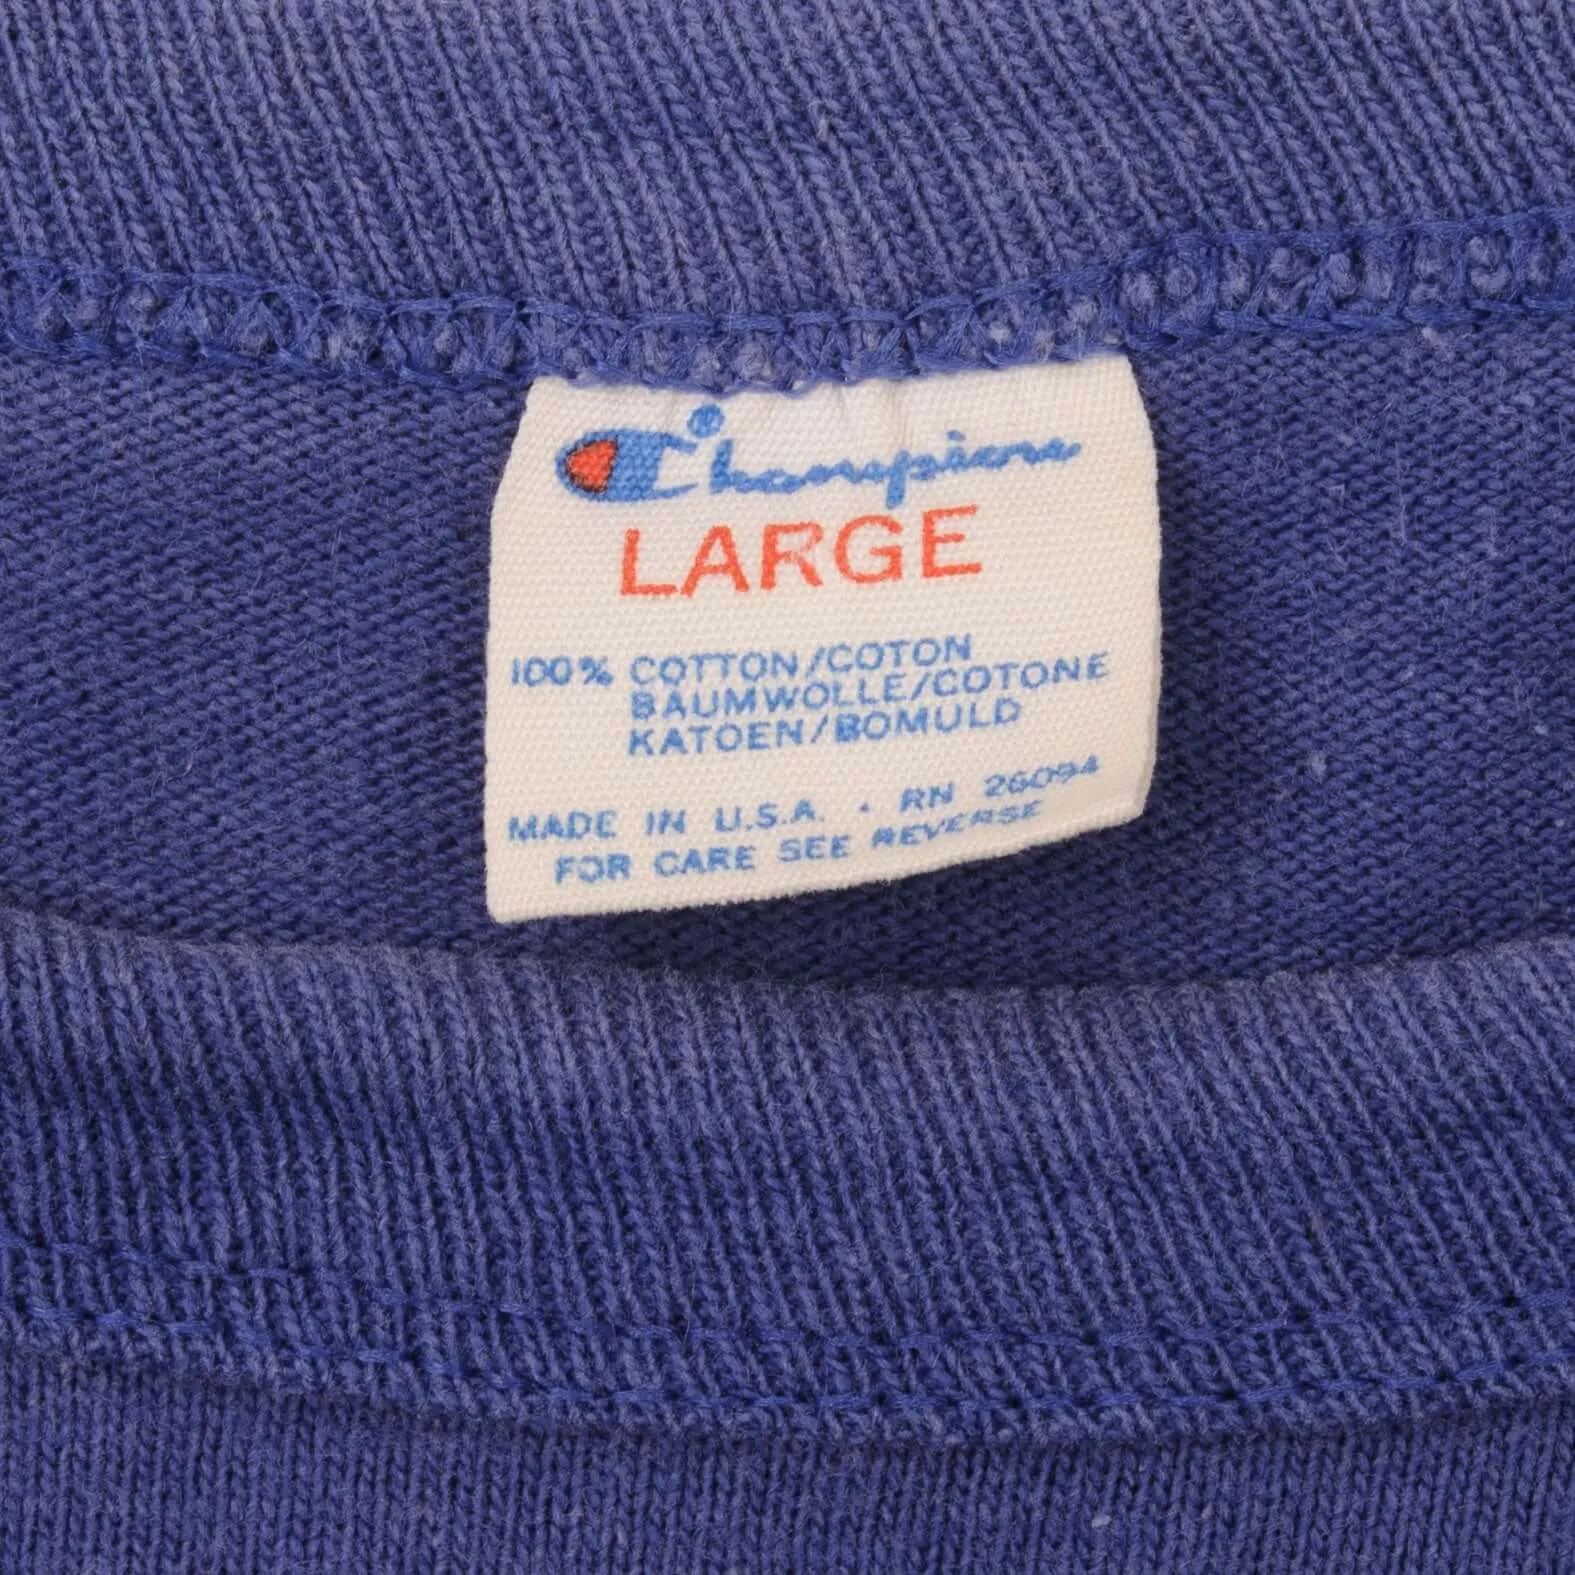 Champion®
LARGE
100% COTTON/COTON
BAUMWOLLE/COTONE
KATOEN/BOMULD
MADE IN U.S.A. · RN 26094
FOR CARE SEE REVERSE